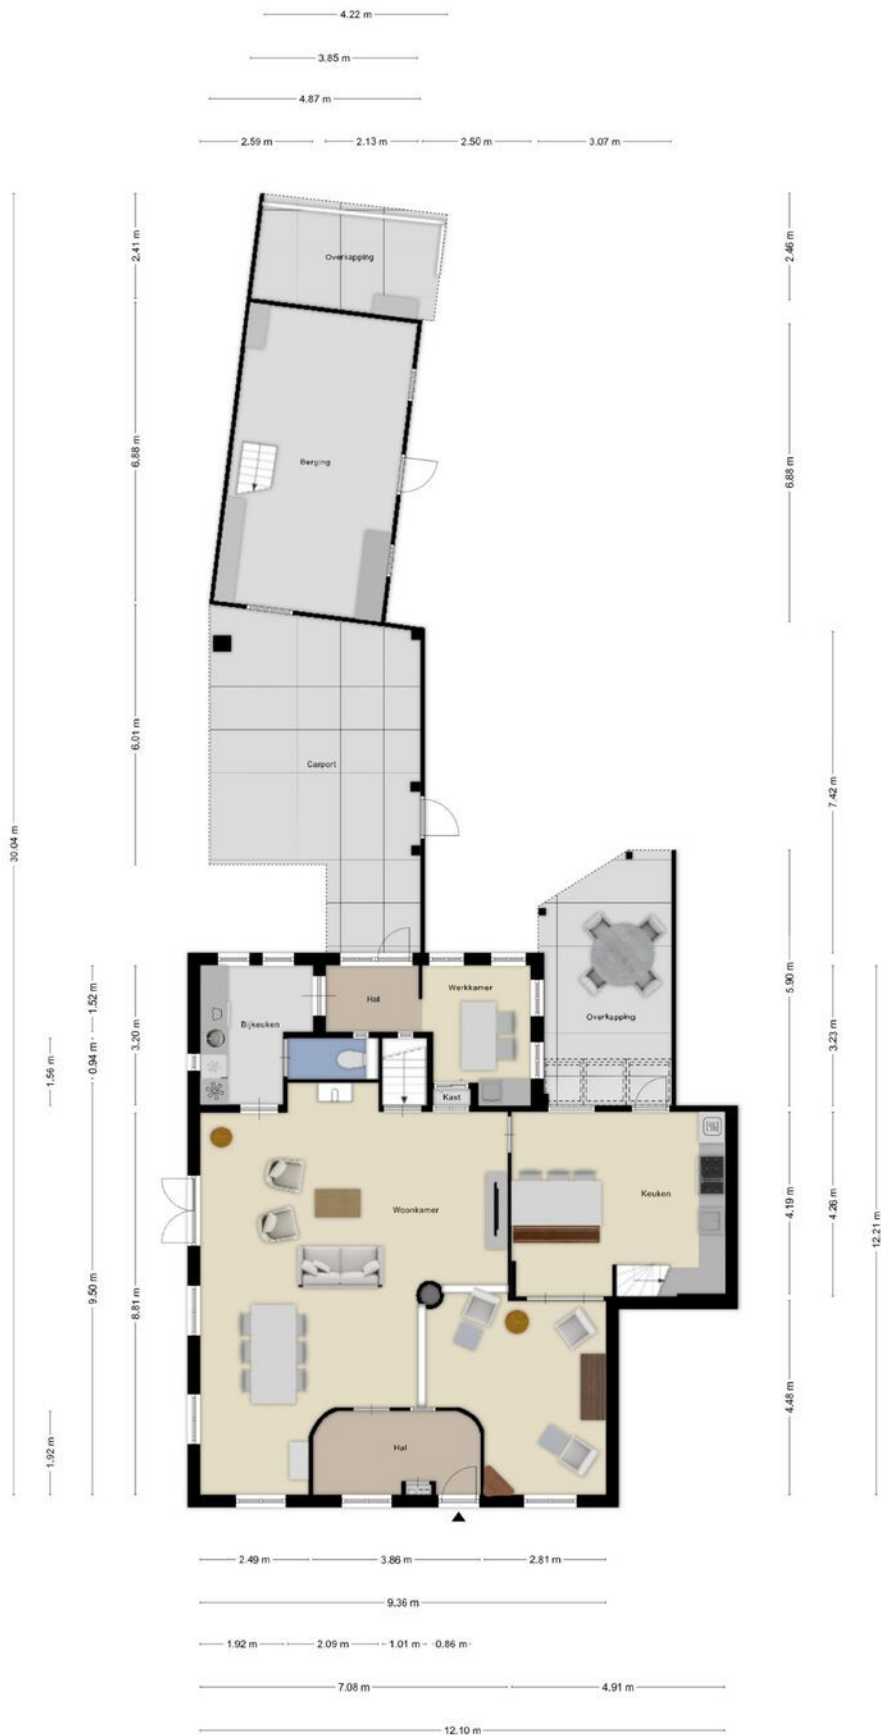 4.22 m
3.85 m
4.87 m
2.59 m 2.13 m 2.50 m 3.07 m
2.41 m
2.46 m
Overkapping
6.88 m
6.88 m
Berging
6.01 m
Carport
7.42 m
30.04 m
5.90 m
1.52 m
0.94 m
3.20 m
1.56 m
Hal
Werkkamer
Bijkeuken
Overkapping
3.23 m
Kast
Keuken
Woonkamer
4.19 m
4.26 m
12.21 m
9.50 m
8.81 m
4.48 m
1.92 m
Hal
2.49 m 3.86 m 2.81 m
9.36 m
1.92 m 2.09 m 1.01 m 0.86 m
7.08 m 4.91 m
12.10 m